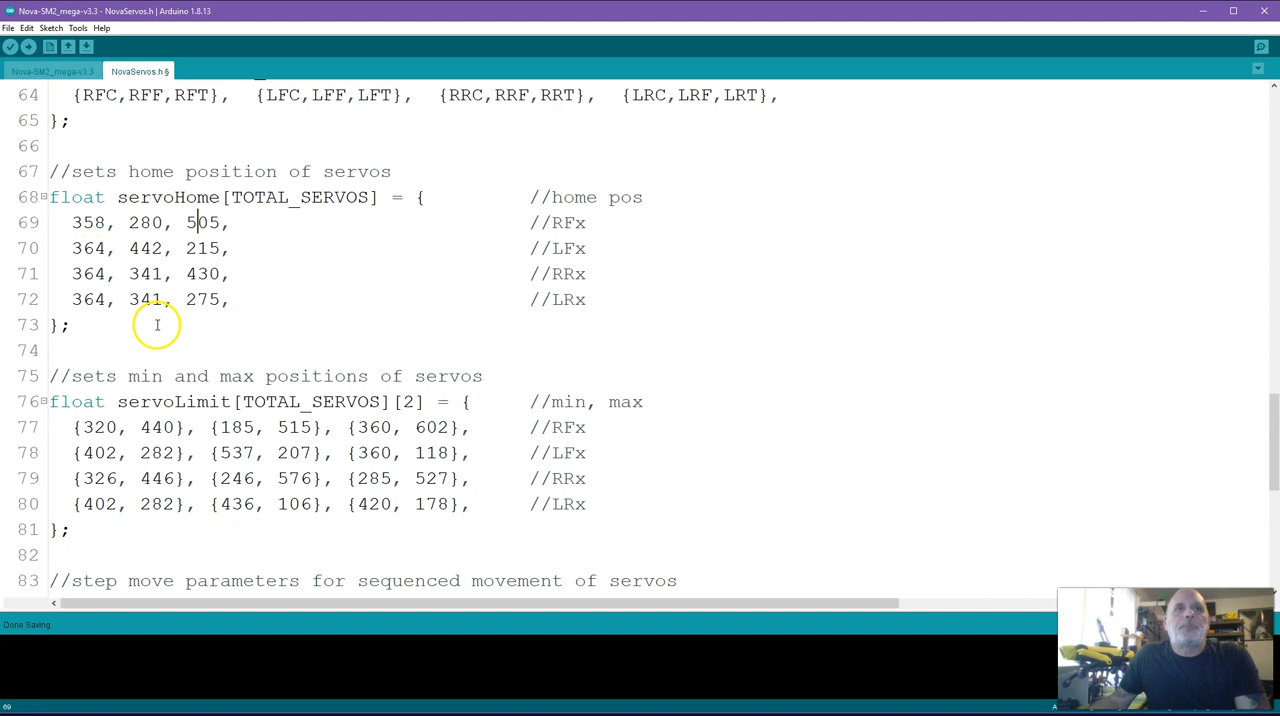 Nova-SM2_mega-v3.3 - NovaServos.h | Arduino 1.8.13
File Edit Sketch Tools Help
Nova-SM2_mega-v3.3 NovaServos.h §
64 {RFC,RFF,RFT}, {LFC,LFF,LFT}, {RRC,RRF,RRT}, {LRC,LRF,LRT},
65 };
66
67 //sets home position of servos
68 float servoHome[TOTAL_SERVOS] = { //home pos
69 358, 280, 505, //RFx
70 364, 442, 215, //LFx
71 364, 341, 430, //RRx
72 364, 341, 275, //LRx
73 };
74
75 //sets min and max positions of servos
76 float servoLimit[TOTAL_SERVOS][2] = { //min, max
77 {320, 440}, {185, 515}, {360, 602}, //RFx
78 {402, 282}, {537, 207}, {360, 118}, //LFx
79 {326, 446}, {246, 576}, {285, 527}, //RRx
80 {402, 282}, {436, 106}, {420, 178}, //LRx
81 };
82
83 //step move parameters for sequenced movement of servos
Done Saving.
69